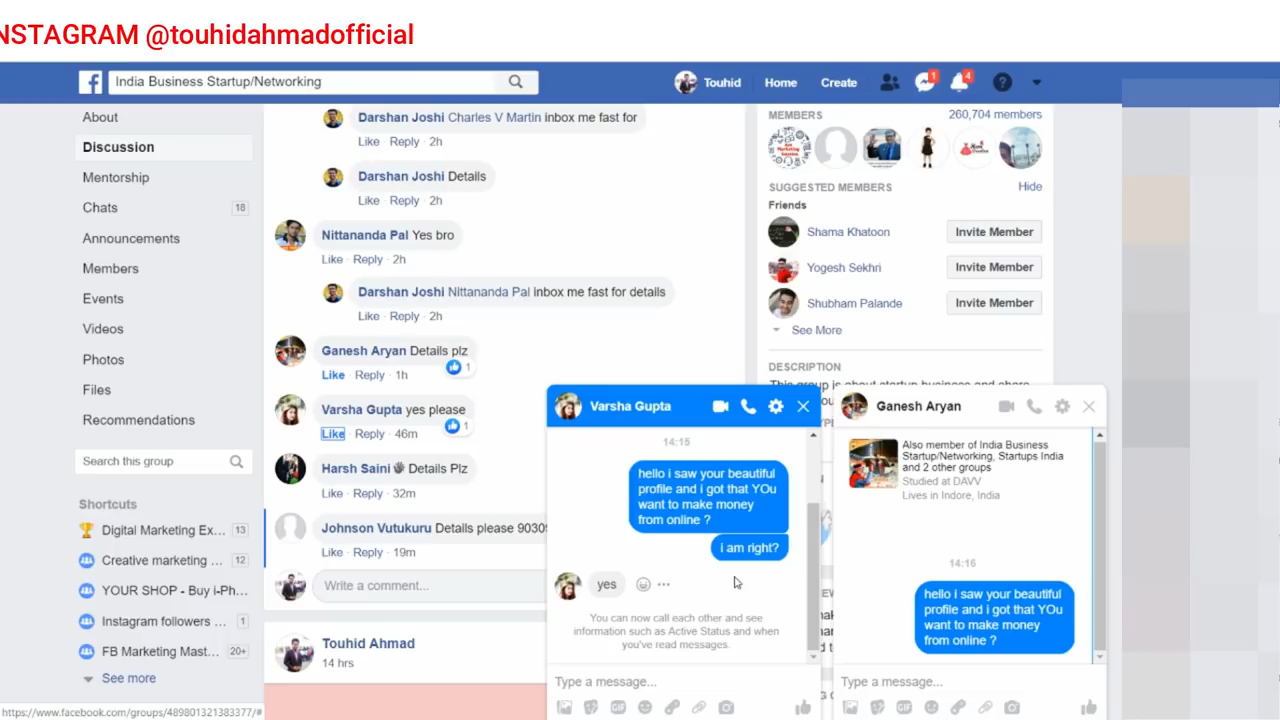 NSTAGRAM @touhidahmadofficial
India Business Startup/Networking
Touhid
Home
Create
1
4
About
Discussion
Mentorship
Chats
18
Announcements
Members
Events
Videos
Photos
Files
Recommendations
Search this group
Shortcuts
Digital Marketing Ex...
13
Creative marketing ...
12
YOUR SHOP - Buy i-Ph...
Instagram followers ...
1
FB Marketing Mast...
20+
See more
https://www.facebook.com/groups/489801321383377/#
Darshan Joshi Charles V Martin inbox me fast for
Like · Reply · 2h
Darshan Joshi Details
Like · Reply · 2h
Nittananda Pal Yes bro
Like · Reply · 2h
Darshan Joshi Nittananda Pal inbox me fast for details
Like · Reply · 2h
Ganesh Aryan Details plz
1
Like · Reply · 1h
Varsha Gupta yes please
1
Like · Reply · 46m
Harsh Saini Details Plz
Like · Reply · 32m
Johnson Vutukuru Details please 9030
Like · Reply · 19m
Write a comment...
Touhid Ahmad
14 hrs
MEMBERS
260,704 members
SUGGESTED MEMBERS
Hide
Friends
Shama Khatoon
Invite Member
Yogesh Sekhri
Invite Member
Shubham Palande
Invite Member
See More
DESCRIPTION
This group is about startup business and share
Varsha Gupta
14:15
hello i saw your beautiful
profile and i got that YOu
want to make money
from online ?
i am right?
yes
You can now call each other and see
information such as Active Status and when
you've read messages.
Type a message...
GIF
Ganesh Aryan
Also member of India Business
Startup/Networking, Startups India
and 2 other groups
Studied at DAVV
Lives in Indore, India
14:16
hello i saw your beautiful
profile and i got that YOu
want to make money
from online ?
Type a message...
GIF